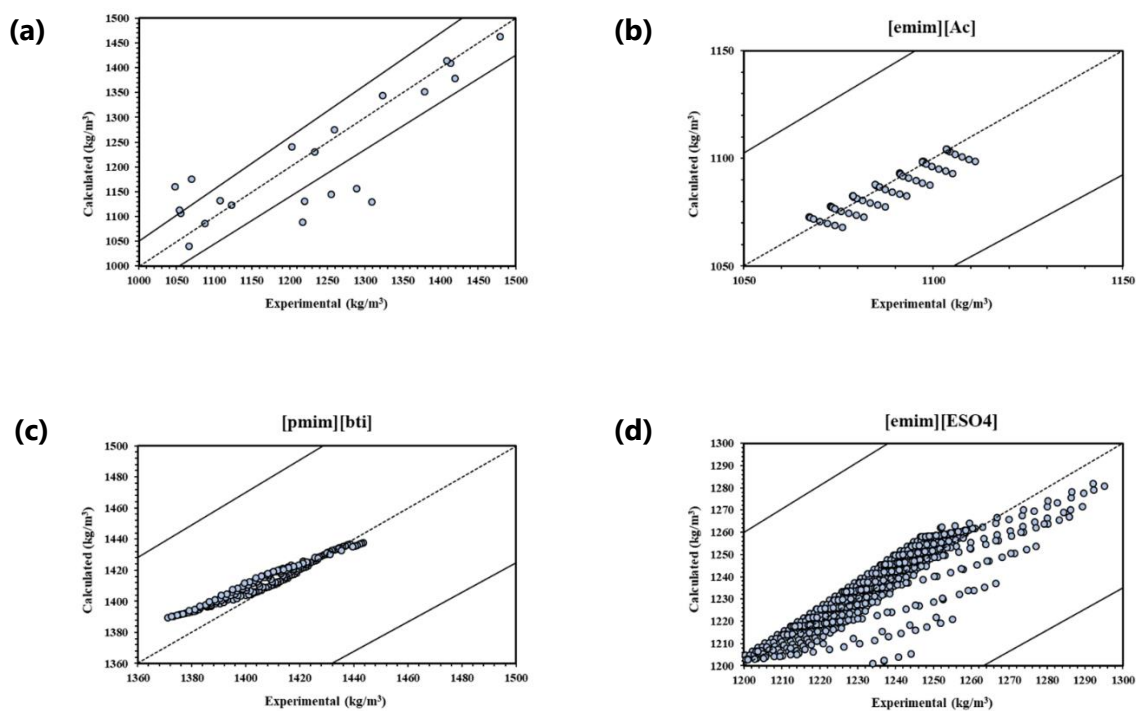 (a)
1500
1450
1400
1350
1300
1250
1200
1150
1100
1050
1000
Calculated (kg/m³)
1000 1050 1100 1150 1200 1250 1300 1350 1400 1450 1500
Experimental (kg/m³)
(b)
[emim][Ac]
1150
1100
1050
Calculated (kg/m³)
1050 1100 1150
Experimental (kg/m³)
(c)
[pmim][bti]
1500
1480
1460
1440
1420
1400
1380
1360
Calculated (kg/m³)
1360 1380 1400 1420 1440 1460 1480 1500
Experimental (kg/m³)
(d)
[emim][ESO4]
1300
1290
1280
1270
1260
1250
1240
1230
1220
1210
1200
Calculated (kg/m³)
1200 1210 1220 1230 1240 1250 1260 1270 1280 1290 1300
Experimental (kg/m³)